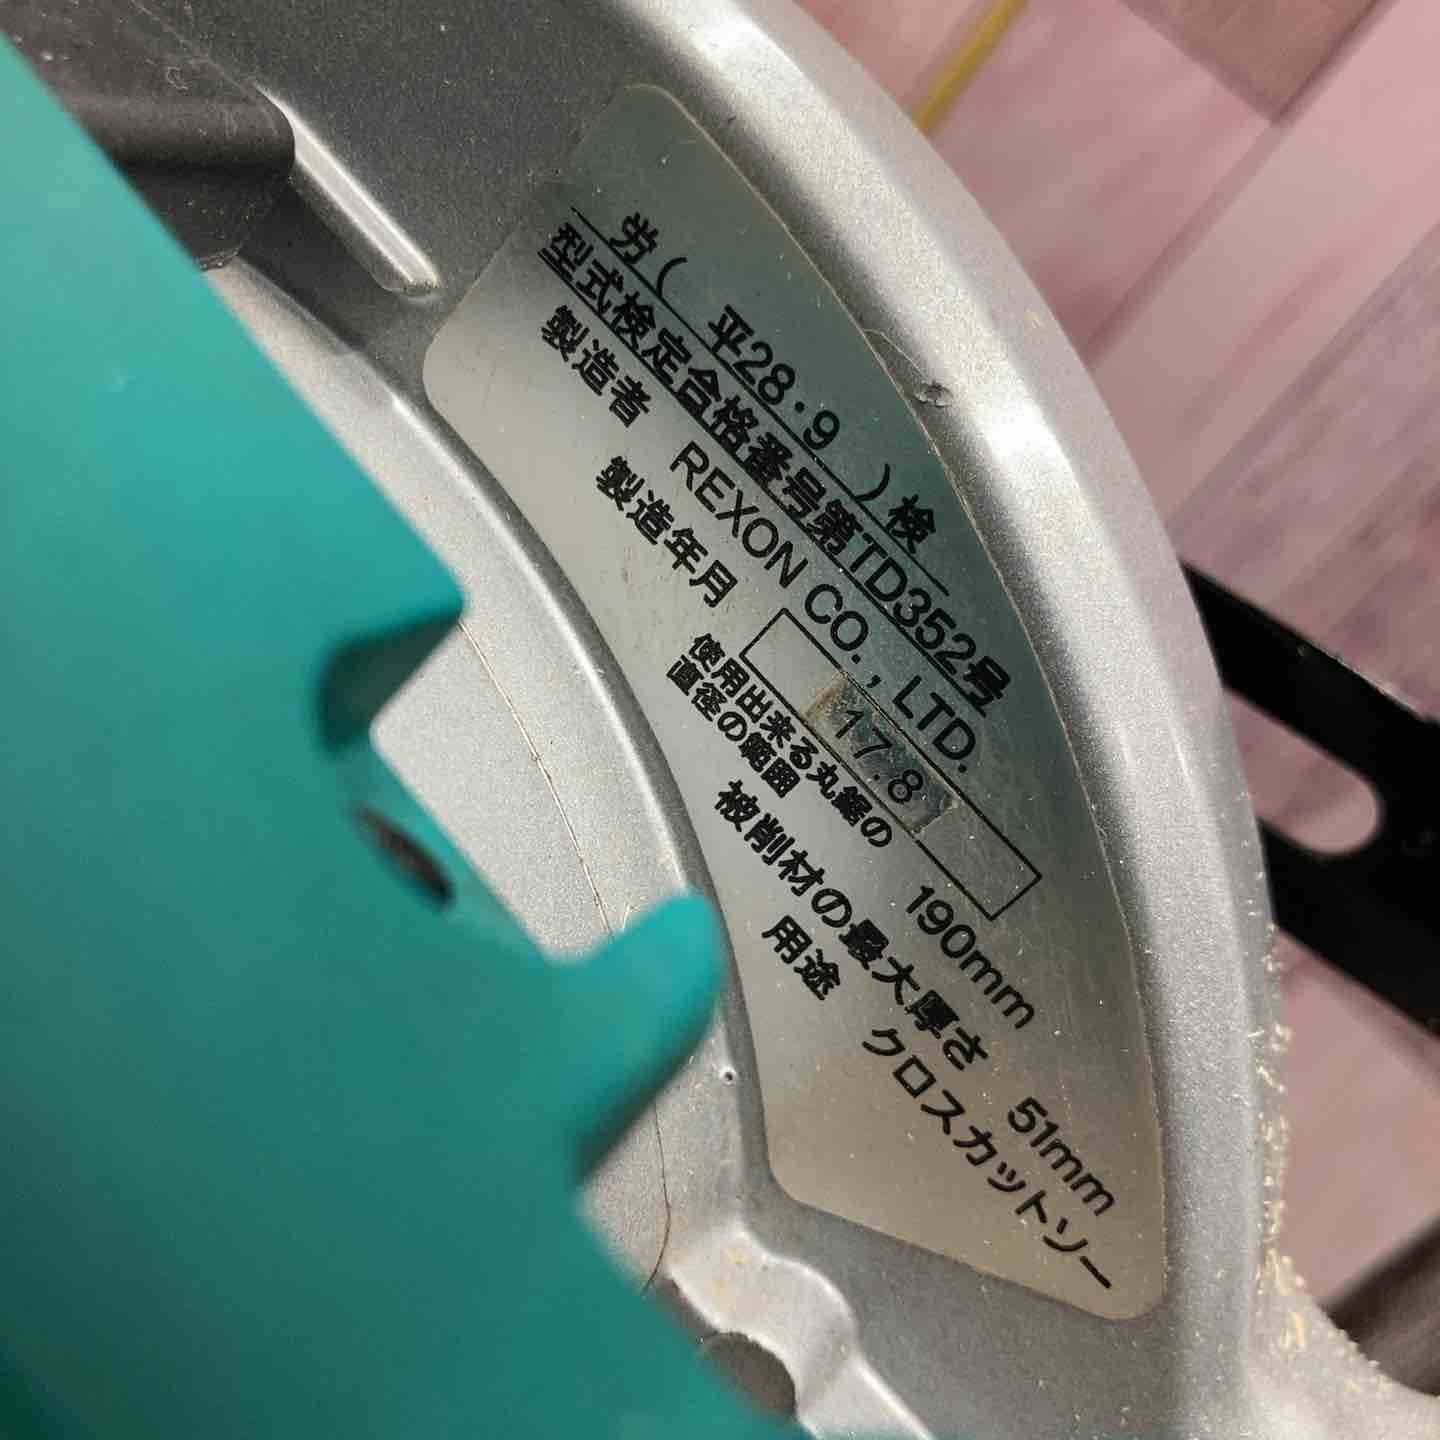 労( 平28・9 )検
型式検定合格番号第TD352号
製造者 REXON CO., LTD.
製造年月 17.8
使用出来る丸鋸の
直径の範囲 190mm
被削材の最大厚さ 51mm
用途 クロスカットソー